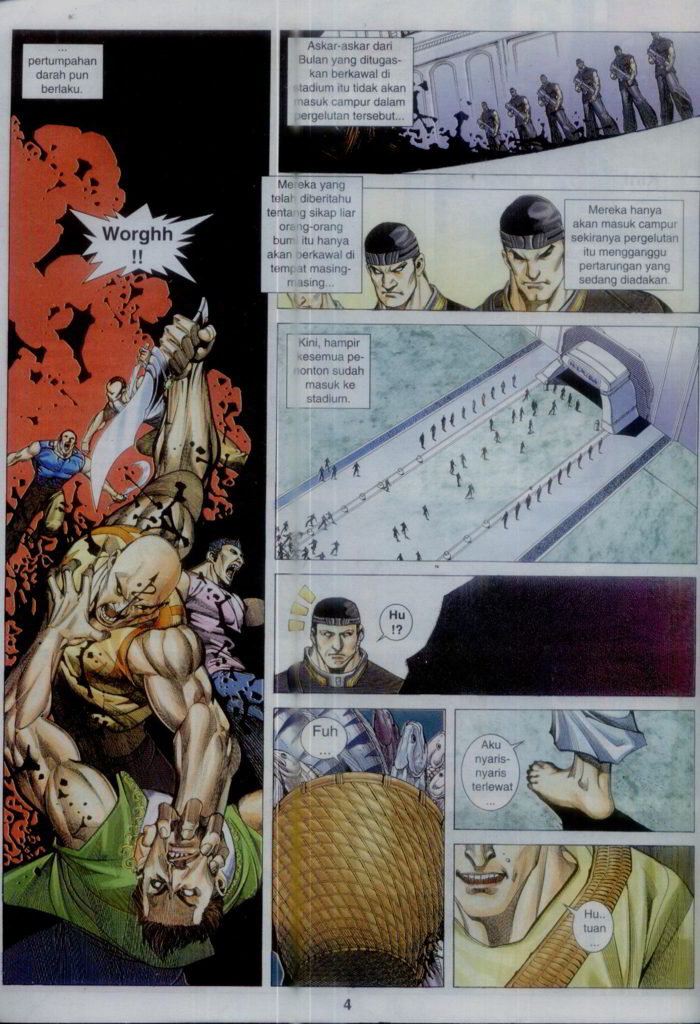 ...
pertumpahan
darah pun
berlaku.
Worghh
!!
Askar-askar dari
Bulan yang ditugas-
kan berkawal di
stadium itu tidak akan
masuk campur dalam
pergelutan tersebut...
Mereka yang
telah diberitahu
tentang sikap liar
orang-orang
bumi itu hanya
akan berkawal di
tempat masing-
masing...
Mereka hanya
akan masuk campur
sekiranya pergelutan
itu mengganggu
pertarungan yang
sedang diadakan.
Kini, hampir
kesemua pe-
nonton sudah
masuk ke
stadium.
Hu
!?
Fuh
...
Aku
nyaris-
nyaris
terlewat
...
Hu..
tuan
...
4